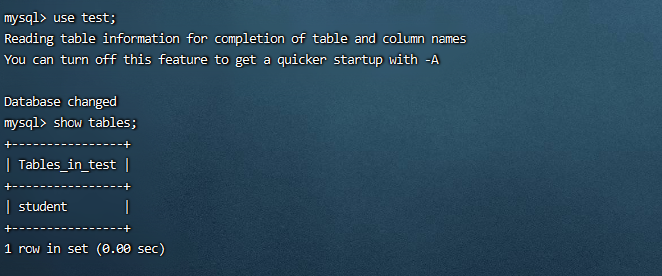 mysql> use test;
Reading table information for completion of table and column names
You can turn off this feature to get a quicker startup with -A
Database changed
mysql> show tables;
+----------------+
| Tables_in_test |
+----------------+
| student        |
+----------------+
1 row in set (0.00 sec)